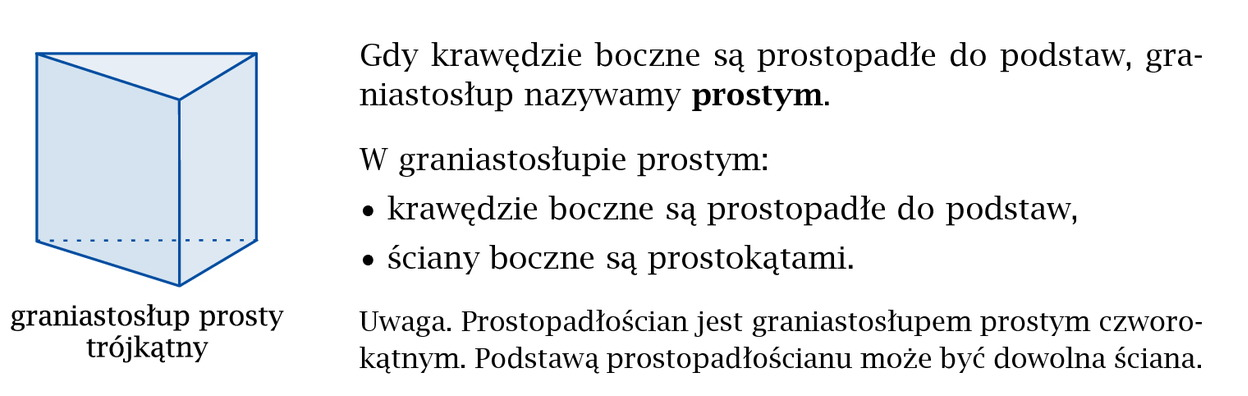 Gdy krawędzie boczne są prostopadłe do podstaw, gra-
niastosłup nazywamy prostym.
W graniastosłupie prostym:
• krawędzie boczne są prostopadłe do podstaw,
• ściany boczne są prostokątami.
Uwaga. Prostopadłościan jest graniastosłupem prostym czworo-
kątnym. Podstawą prostopadłościanu może być dowolna ściana.
graniastosłup prosty
trójkątny